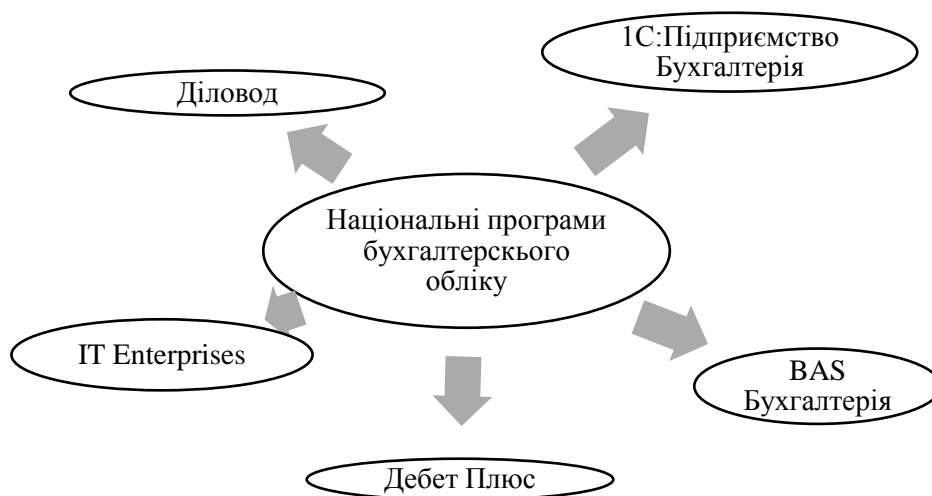 1С:Підприємство
Бухгалтерія
Діловод
Національні програми
бухгалтерскього
обліку
IT Enterprises
BAS
Бухгалтерія
Дебет Плюс